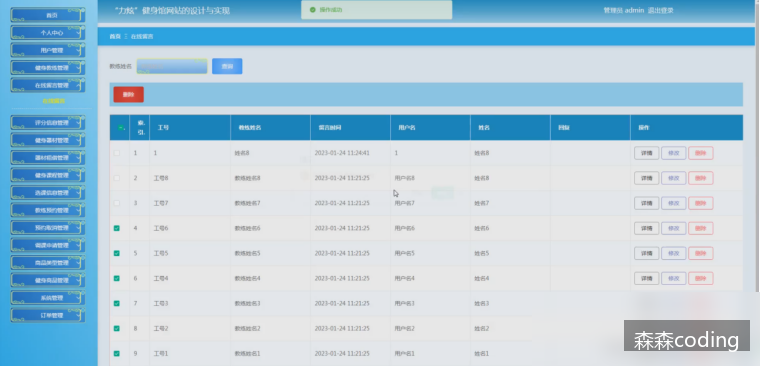 "力炫"健身馆网站的设计与实现
操作成功
管理员 admin 退出登录
首页
个人中心
用户管理
健身教练管理
在线留言管理
在线留言
评分信息管理
健身器材管理
器材信息管理
健身课程管理
选课信息管理
教练预约管理
预约取消管理
调课申请管理
商品类型管理
健身商品管理
系统管理
订单管理
首页 在线留言
教练姓名 查询
删除
索引 工号 教练姓名 留言时间 用户名 姓名 回复 操作
1 1 姓名8 2023-01-24 11:24:41 1 姓名8 详情 修改 删除
2 工号8 教练姓名8 2023-01-24 11:21:25 用户名8 姓名8 详情 修改 删除
3 工号7 教练姓名7 2023-01-24 11:21:25 用户名7 姓名7 详情 修改 删除
4 工号6 教练姓名6 2023-01-24 11:21:25 用户名6 姓名6 详情 修改 删除
5 工号5 教练姓名5 2023-01-24 11:21:25 用户名5 姓名5 详情 修改 删除
6 工号4 教练姓名4 2023-01-24 11:21:25 用户名4 姓名4 详情 修改 删除
7 工号3 教练姓名3 2023-01-24 11:21:25 用户名3 姓名3
8 工号2 教练姓名2 2023-01-24 11:21:25 用户名2 姓名2
9 工号1 教练姓名1 2023-01-24 11:21:25 用户名1 姓名1
森森coding